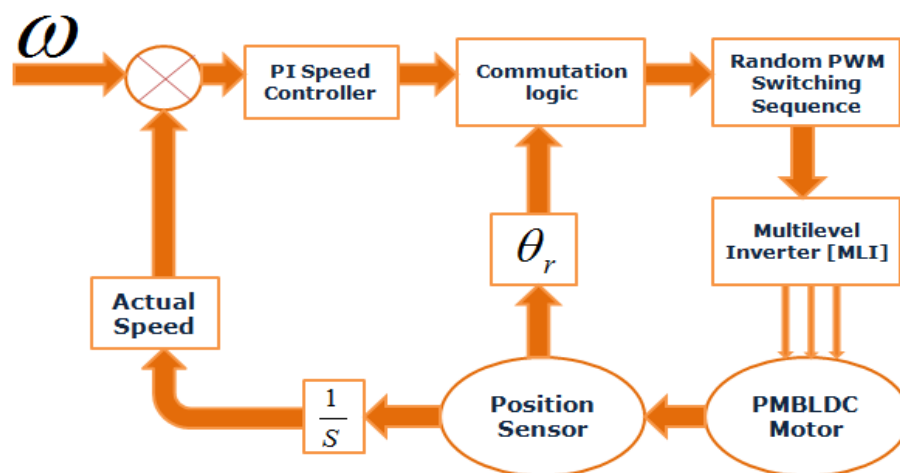 ω
PI Speed
Controller
Commutation
logic
Random PWM
Switching
Sequence
θr
Multilevel
Inverter [MLI]
Actual
Speed
1
S
Position
Sensor
PMBLDC
Motor